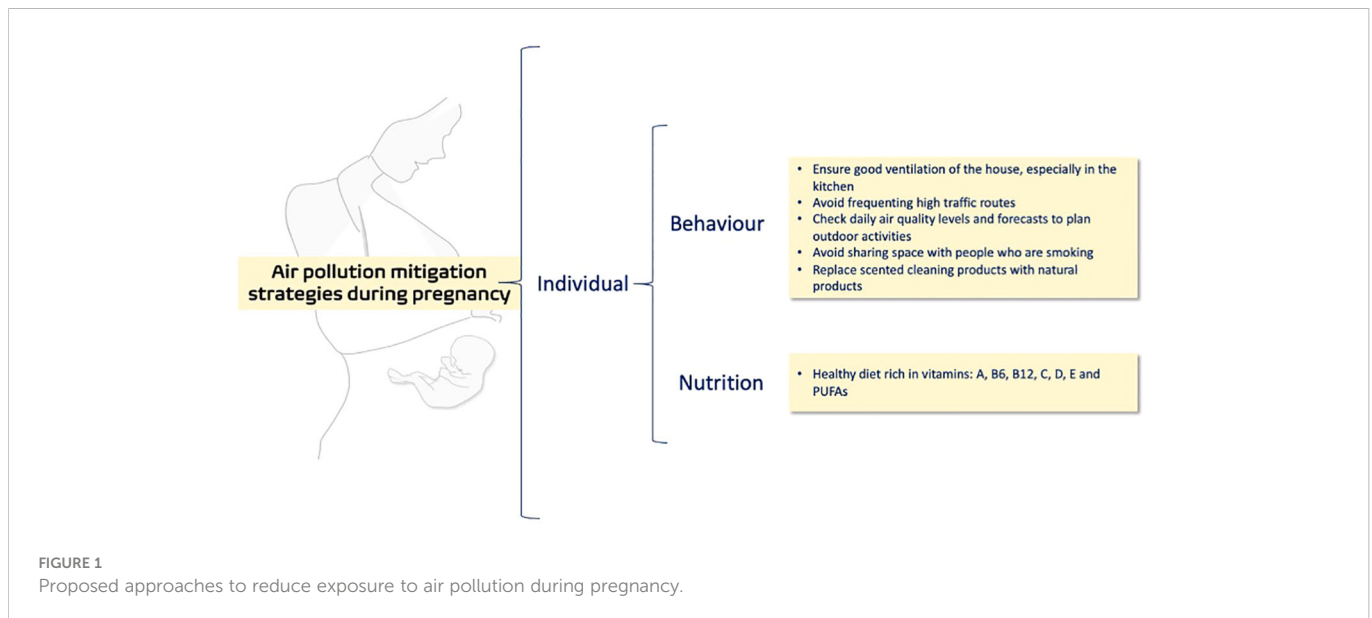 Air pollution mitigation
strategies during pregnancy
Individual
Behaviour
• Ensure good ventilation of the house, especially in the
kitchen
• Avoid frequenting high traffic routes
• Check daily air quality levels and forecasts to plan
outdoor activities
• Avoid sharing space with people who are smoking
• Replace scented cleaning products with natural
products
Nutrition
• Healthy diet rich in vitamins: A, B6, B12, C, D, E and
PUFAs
FIGURE 1
Proposed approaches to reduce exposure to air pollution during pregnancy.